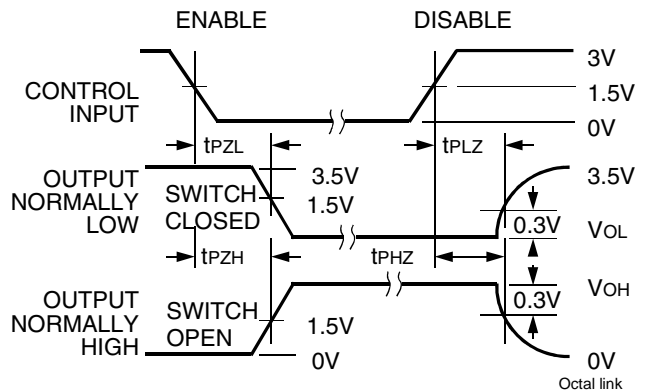 ENABLE DISABLE
3V
CONTROL
INPUT
1.5V
0V
tPZL tPLZ
OUTPUT
NORMALLY
LOW
SWITCH
CLOSED
3.5V
1.5V
3.5V
0.3V
VOL
tPZH tPHZ
OUTPUT
NORMALLY
HIGH
SWITCH
OPEN
1.5V
0V
VOH
0.3V
0V
Octal link